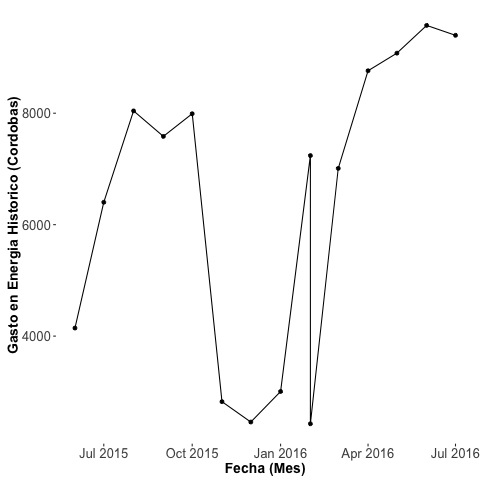 Gasto en Energia Historico (Cordobas)
8000
6000
4000
Jul 2015 Oct 2015 Jan 2016 Apr 2016 Jul 2016
Fecha (Mes)